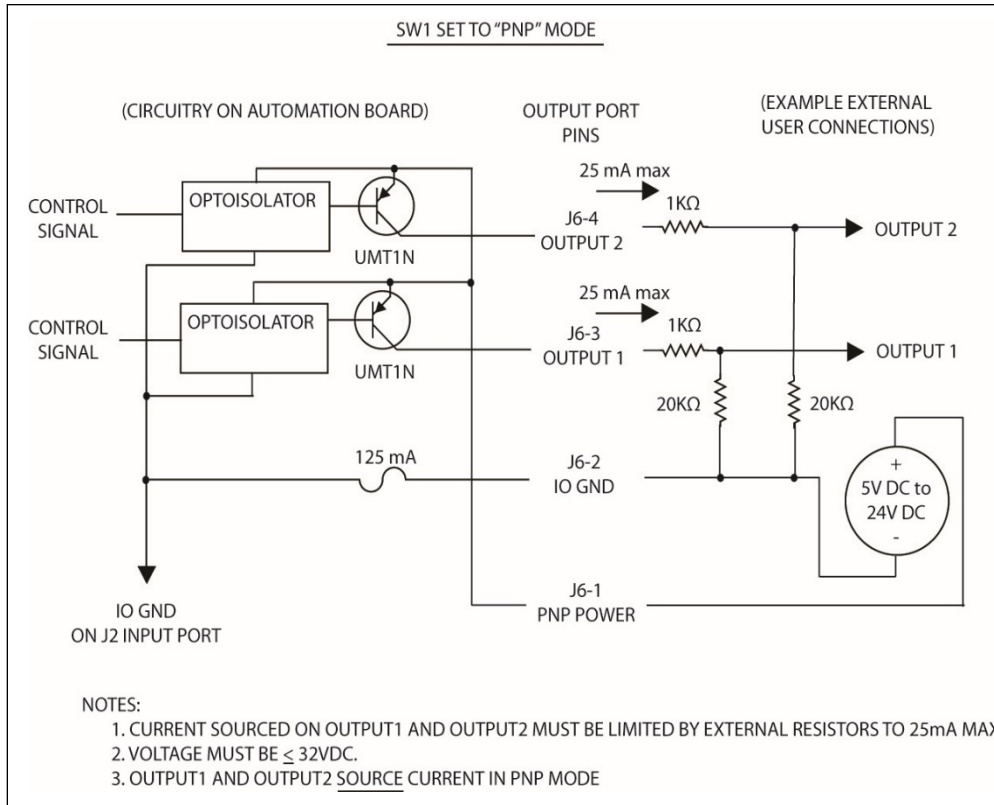 SW1 SET TO "PNP" MODE
(CIRCUITRY ON AUTOMATION BOARD)
OUTPUT PORT
PINS
(EXAMPLE EXTERNAL
USER CONNECTIONS)
25 mA max
CONTROL
SIGNAL
OPTOISOLATOR
UMT1N
J6-4
OUTPUT 2
1KΩ
OUTPUT 2
25 mA max
CONTROL
SIGNAL
OPTOISOLATOR
UMT1N
J6-3
OUTPUT 1
1KΩ
OUTPUT 1
20KΩ
20KΩ
125 mA
J6-2
IO GND
+
5V DC to
24V DC
-
J6-1
PNP POWER
IO GND
ON J2 INPUT PORT
NOTES:
1. CURRENT SOURCED ON OUTPUT1 AND OUTPUT2 MUST BE LIMITED BY EXTERNAL RESISTORS TO 25mA MAX
2. VOLTAGE MUST BE ≤ 32VDC.
3. OUTPUT1 AND OUTPUT2 SOURCE CURRENT IN PNP MODE